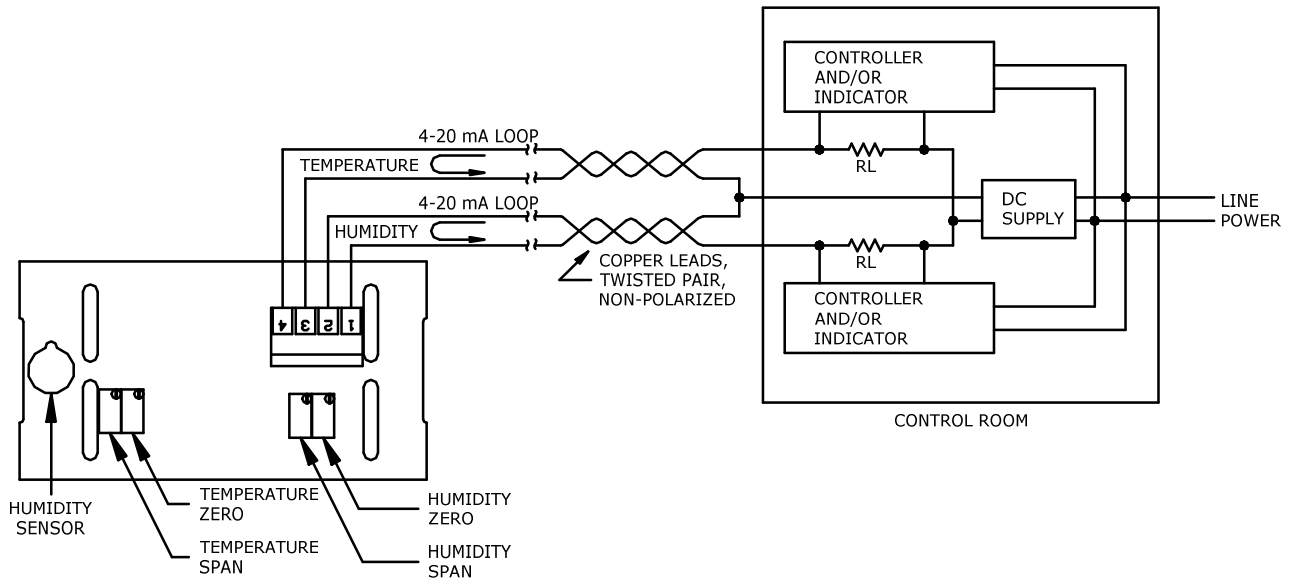 CONTROLLER
AND/OR
INDICATOR
4-20 mA LOOP
TEMPERATURE
RL
4-20 mA LOOP
HUMIDITY
DC
SUPPLY
LINE
POWER
COPPER LEADS,
TWISTED PAIR,
NON-POLARIZED
RL
CONTROLLER
AND/OR
INDICATOR
4 3 2 1
CONTROL ROOM
HUMIDITY
SENSOR
TEMPERATURE
ZERO
TEMPERATURE
SPAN
HUMIDITY
ZERO
HUMIDITY
SPAN